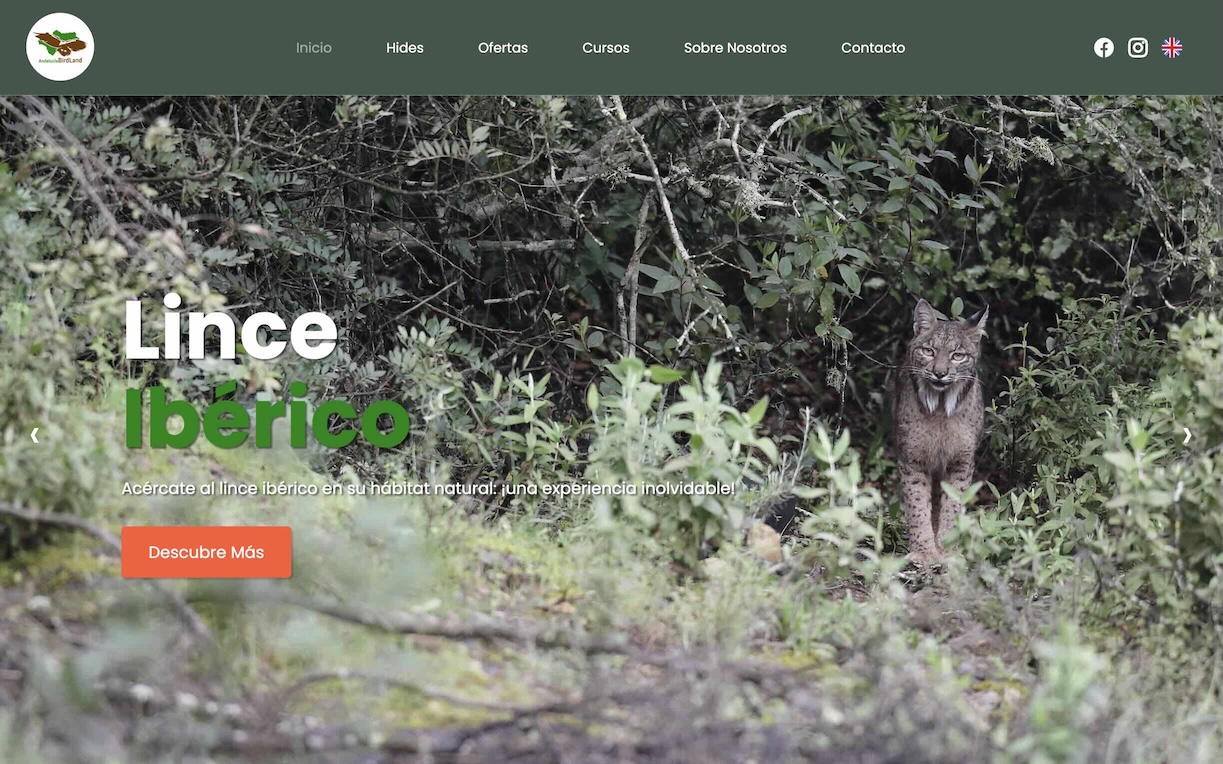 AndalucíaBirdLand
Inicio
Hides
Ofertas
Cursos
Sobre Nosotros
Contacto
Lince
Ibérico
Acércate al lince ibérico en su hábitat natural: ¡una experiencia inolvidable!
Descubre Más